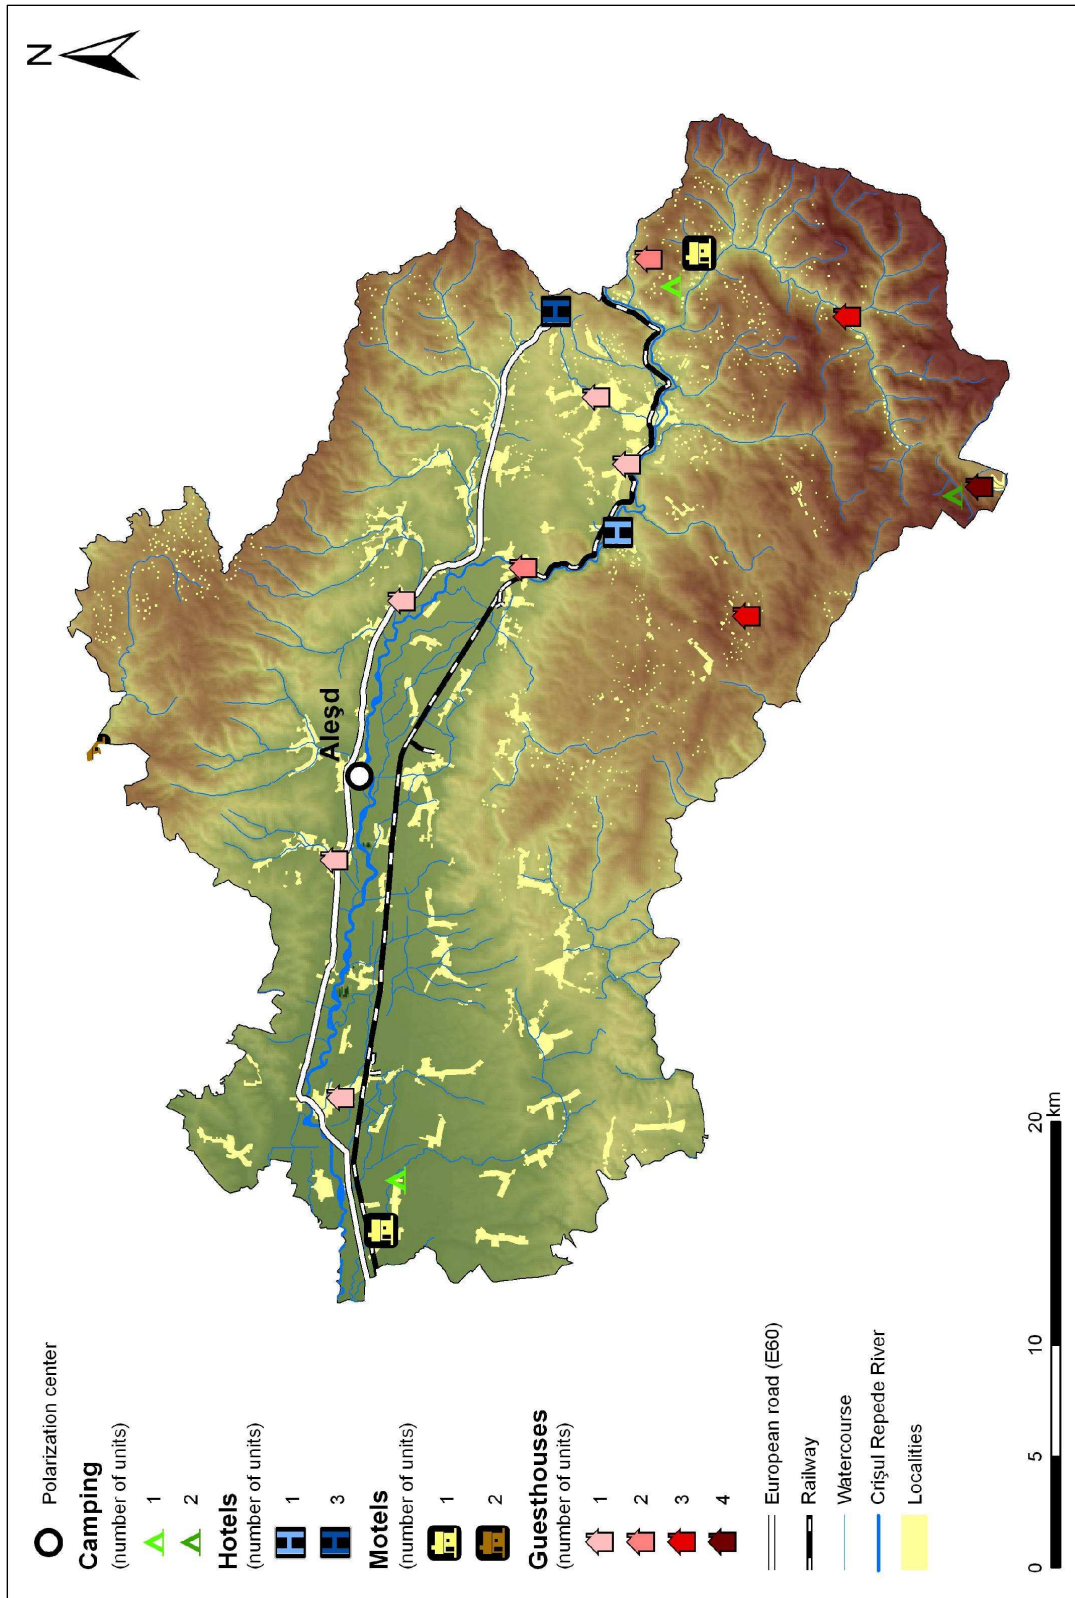 N
Aleşd
Polarization center
Camping
(number of units)
1
2
Hotels
(number of units)
1
3
Motels
(number of units)
1
2
Guesthouses
(number of units)
1
2
3
4
European road (E60)
Railway
Watercourse
Crişul Repede River
Localities
0 5 10 20
km
H
H
H
H